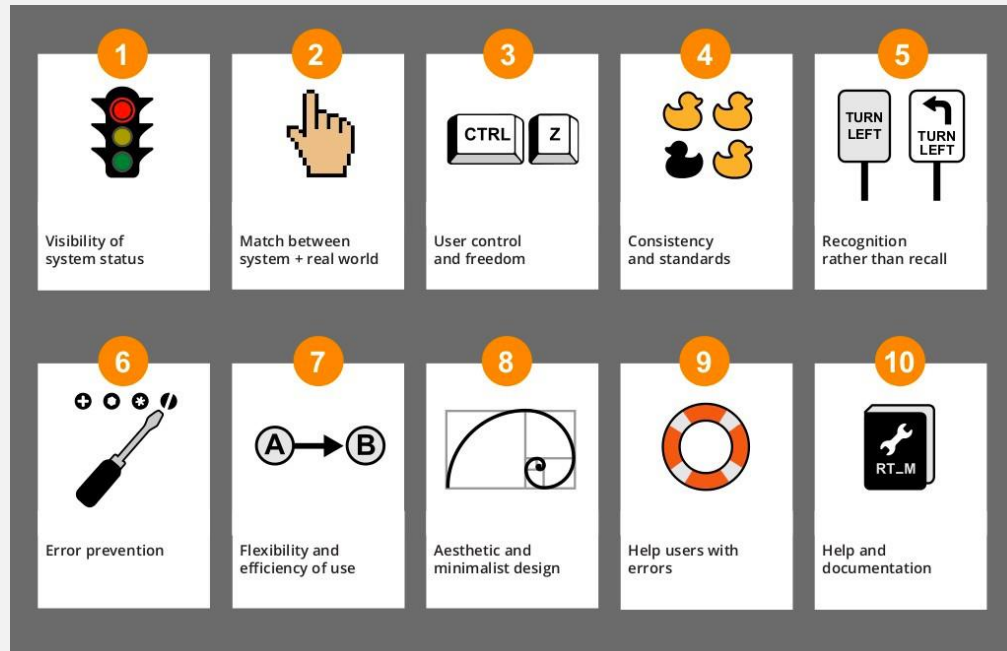 1
2
3
4
5
CTRL
Z
TURN
LEFT
TURN
LEFT
Visibility of
system status
Match between
system + real world
User control
and freedom
Consistency
and standards
Recognition
rather than recall
6
7
8
9
10
A
B
RT_M
Error prevention
Flexibility and
efficiency of use
Aesthetic and
minimalist design
Help users with
errors
Help and
documentation